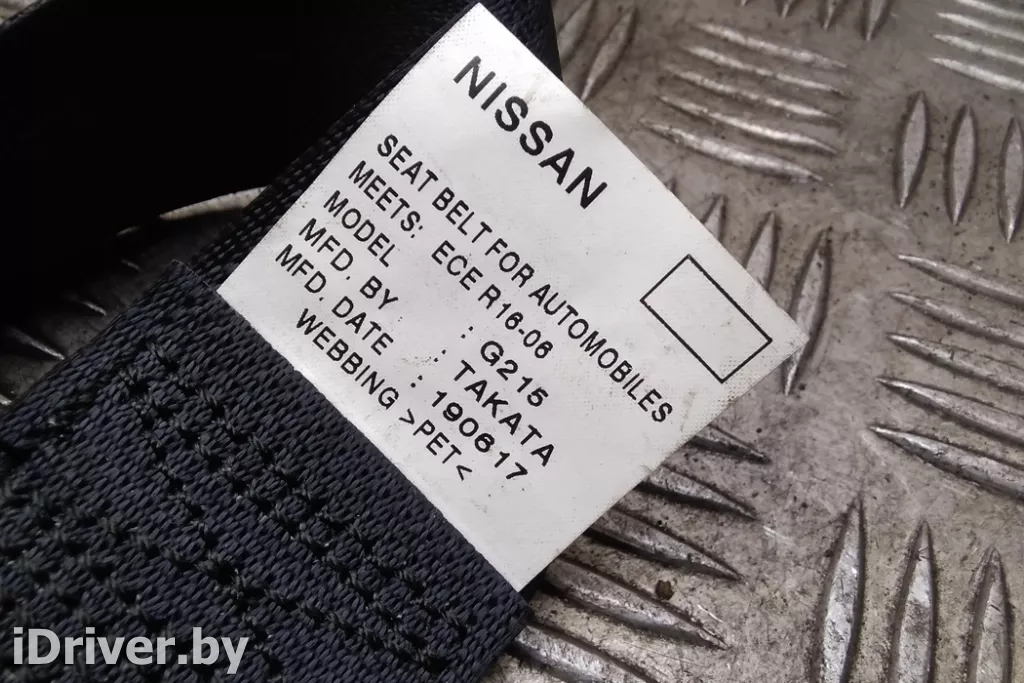 NISSAN
SEAT BELT FOR AUTOMOBILES
MEETS: ECE R16-06
MODEL : G215
MFD. BY : TAKATA
MFD. DATE : 190617
WEBBING >PET<
iDriver.by